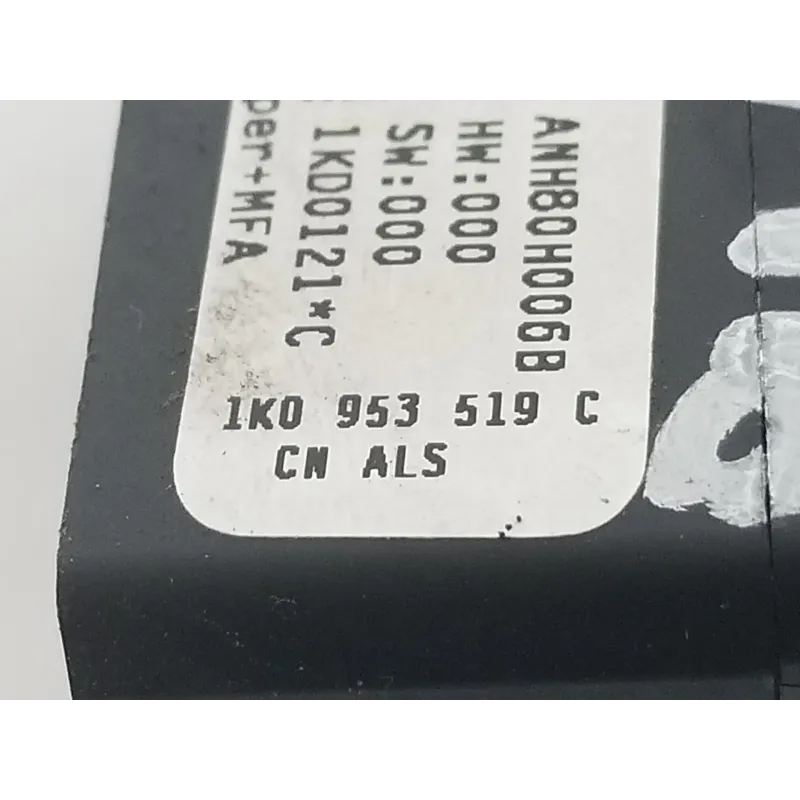 ANH80H006B
HW:000
SW:000
1KD0121*C
per+MFA
1K0 953 519 C
CN ALS